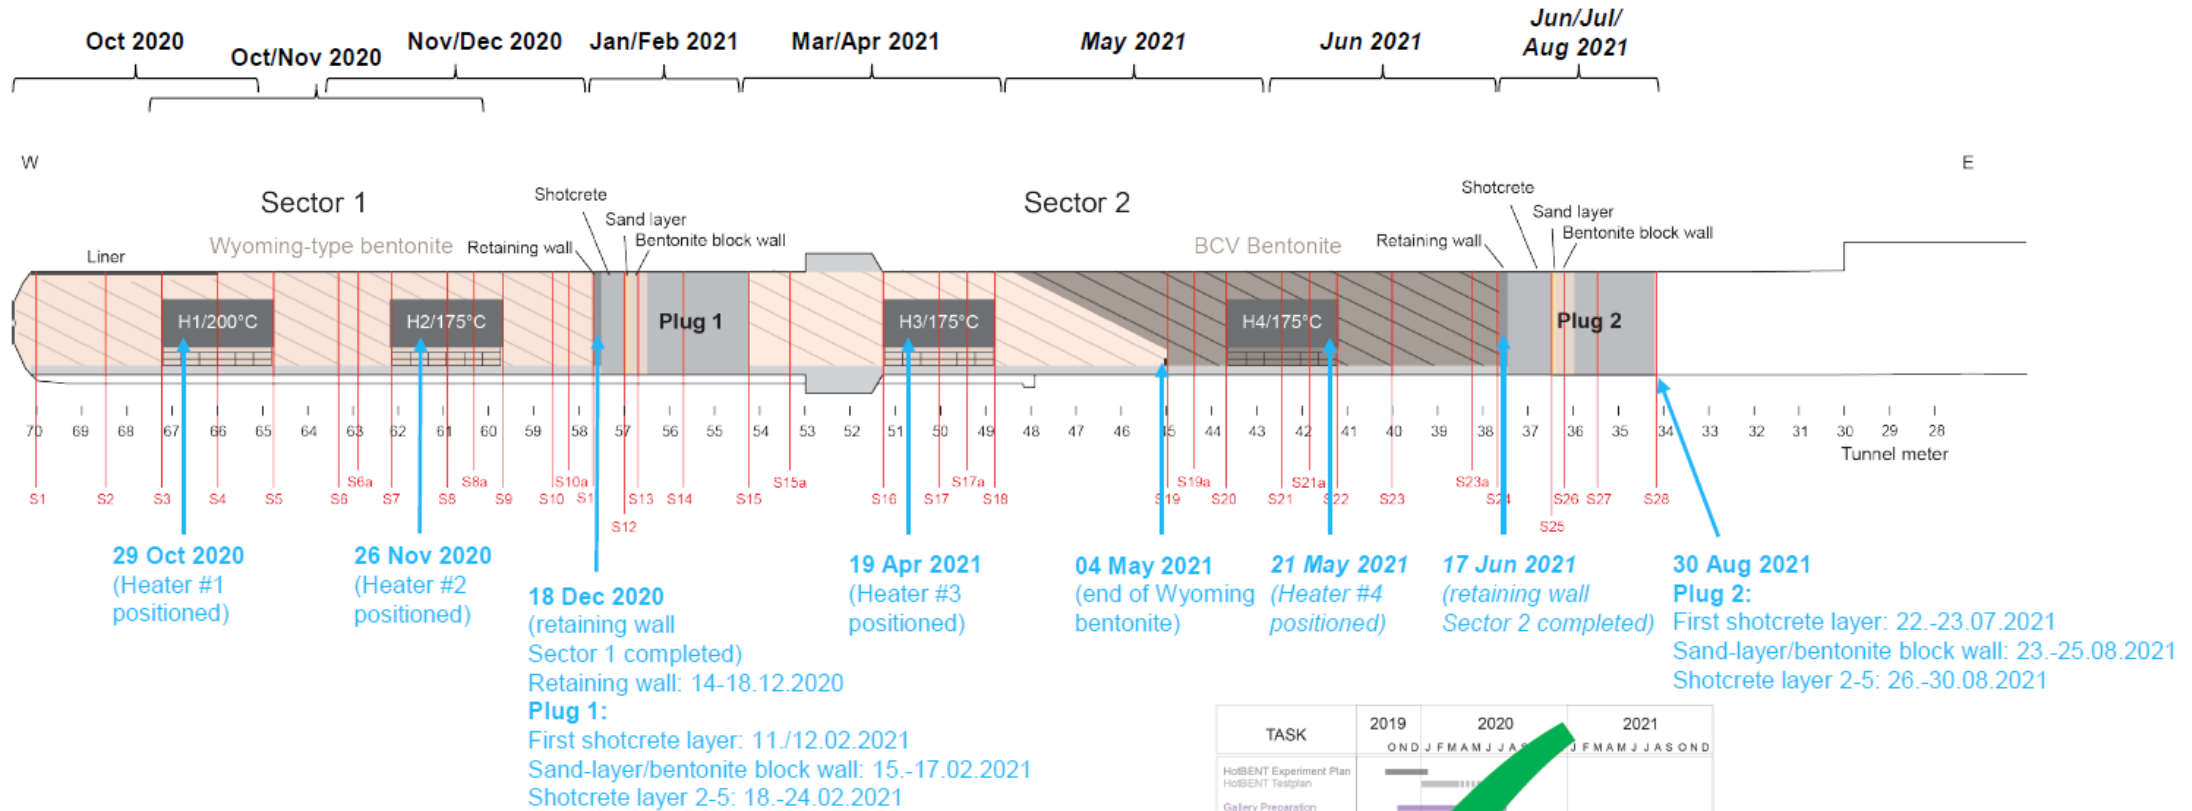 Oct 2020
Oct/Nov 2020
Nov/Dec 2020
Jan/Feb 2021
Mar/Apr 2021
May 2021
Jun 2021
Jun/Jul/
Aug 2021
W
E
Sector 1
Sector 2
Liner
Wyoming-type bentonite
Retaining wall
Shotcrete
Sand layer
Bentonite block wall
BCV Bentonite
Retaining wall
Shotcrete
Sand layer
Bentonite block wall
H1/200°C
H2/175°C
Plug 1
H3/175°C
H4/175°C
Plug 2
70 69 68 67 66 65 64 63 62 61 60 59 58 57 56 55 54 53 52 51 50 49 48 47 46 45 44 43 42 41 40 39 38 37 36 35 34 33 32 31 30 29 28
Tunnel meter
S6a S8a S10a S15a S17a S19a S21a S23a
S1 S2 S3 S4 S5 S6 S7 S8 S9 S10 S1 S13 S14 S15 S16 S17 S18 S19 S20 S21 S22 S23 S24 S26 S27 S28
S12 S25
29 Oct 2020
(Heater #1
positioned)
26 Nov 2020
(Heater #2
positioned)
18 Dec 2020
(retaining wall
Sector 1 completed)
Retaining wall: 14-18.12.2020
Plug 1:
First shotcrete layer: 11./12.02.2021
Sand-layer/bentonite block wall: 15.-17.02.2021
Shotcrete layer 2-5: 18.-24.02.2021
19 Apr 2021
(Heater #3
positioned)
04 May 2021
(end of Wyoming
bentonite)
21 May 2021
(Heater #4
positioned)
17 Jun 2021
(retaining wall
Sector 2 completed)
30 Aug 2021
Plug 2:
First shotcrete layer: 22.-23.07.2021
Sand-layer/bentonite block wall: 23.-25.08.2021
Shotcrete layer 2-5: 26.-30.08.2021
TASK 2019 2020 2021
O N D J F M A M J J A S J F M A M J J A S O N D
HotBENT Experiment Plan
HotBENT Testplan
Gallery Preparation